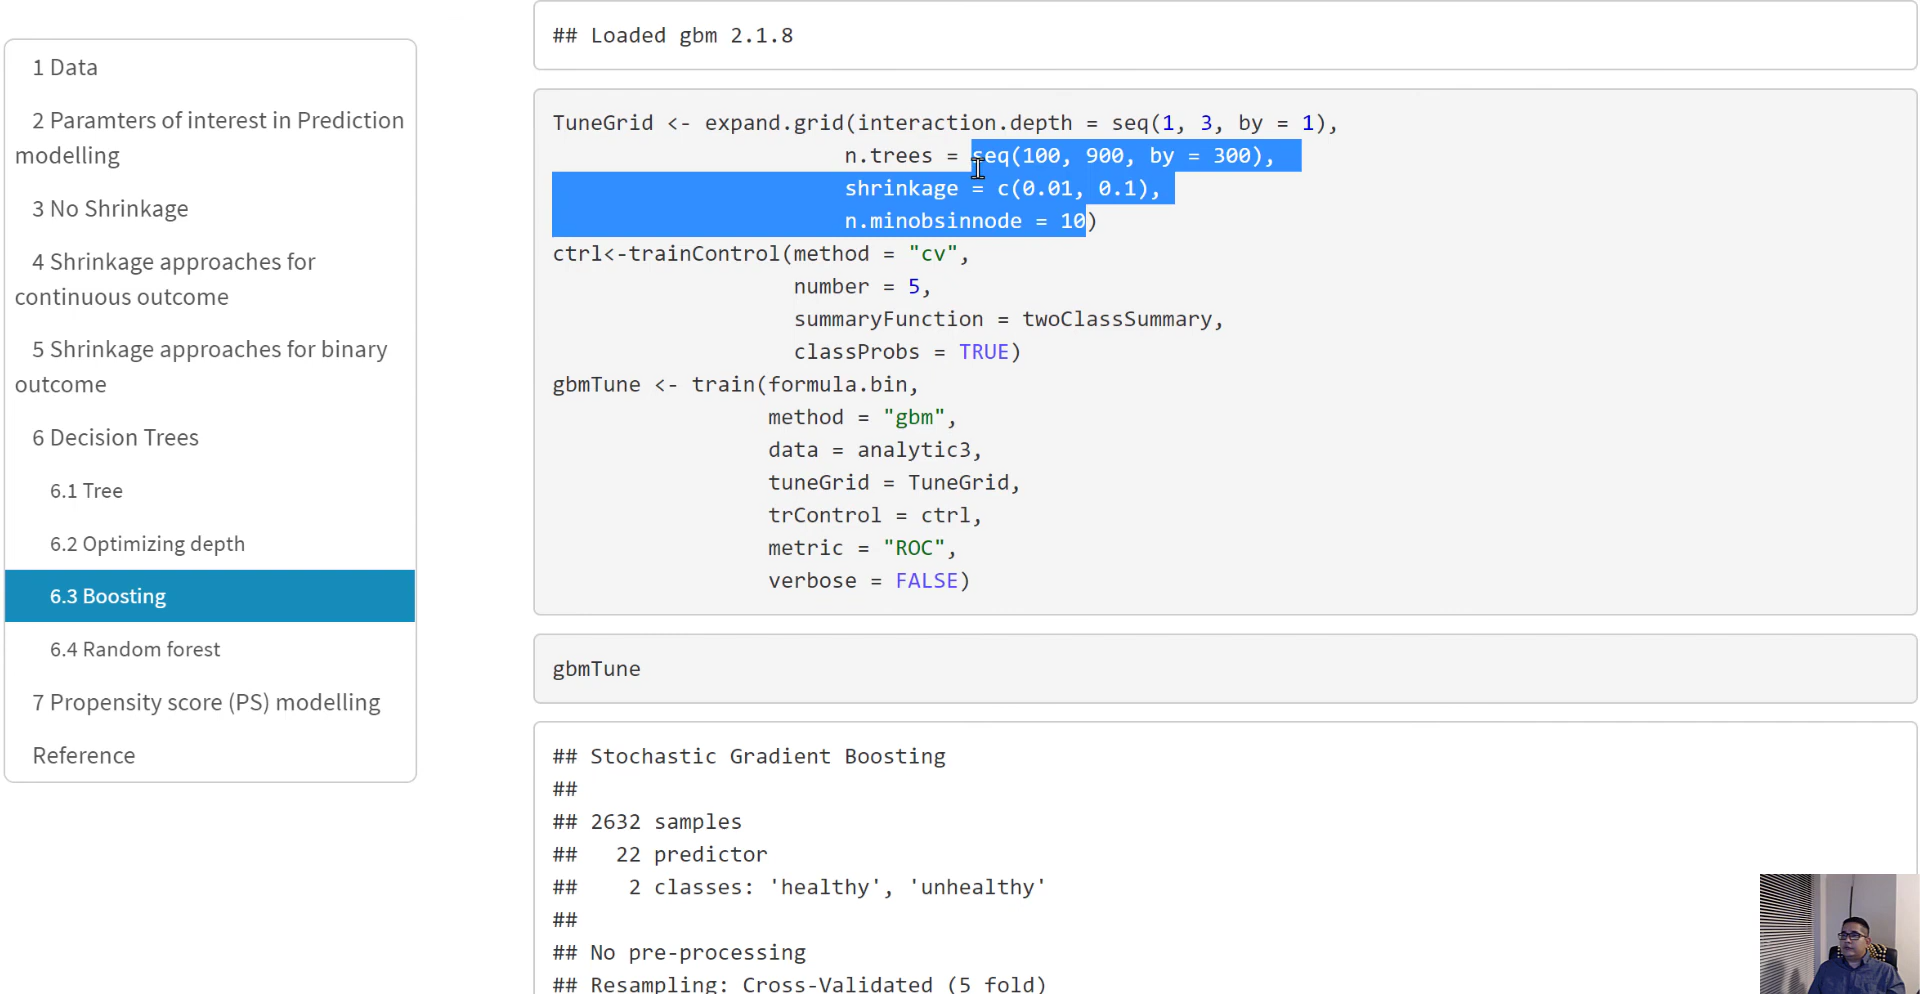 1 Data
2 Paramters of interest in Prediction
modelling
3 No Shrinkage
4 Shrinkage approaches for
continuous outcome
5 Shrinkage approaches for binary
outcome
6 Decision Trees
6.1 Tree
6.2 Optimizing depth
6.3 Boosting
6.4 Random forest
7 Propensity score (PS) modelling
Reference
## Loaded gbm 2.1.8
TuneGrid <- expand.grid(interaction.depth = seq(1, 3, by = 1),
n.trees = seq(100, 900, by = 300),
shrinkage = c(0.01, 0.1),
n.minobsinnode = 10)
ctrl<-trainControl(method = "cv",
number = 5,
summaryFunction = twoClassSummary,
classProbs = TRUE)
gbmTune <- train(formula.bin,
method = "gbm",
data = analytic3,
tuneGrid = TuneGrid,
trControl = ctrl,
metric = "ROC",
verbose = FALSE)
gbmTune
## Stochastic Gradient Boosting
##
## 2632 samples
##   22 predictor
##    2 classes: 'healthy', 'unhealthy'
##
## No pre-processing
## Resampling: Cross-Validated (5 fold)